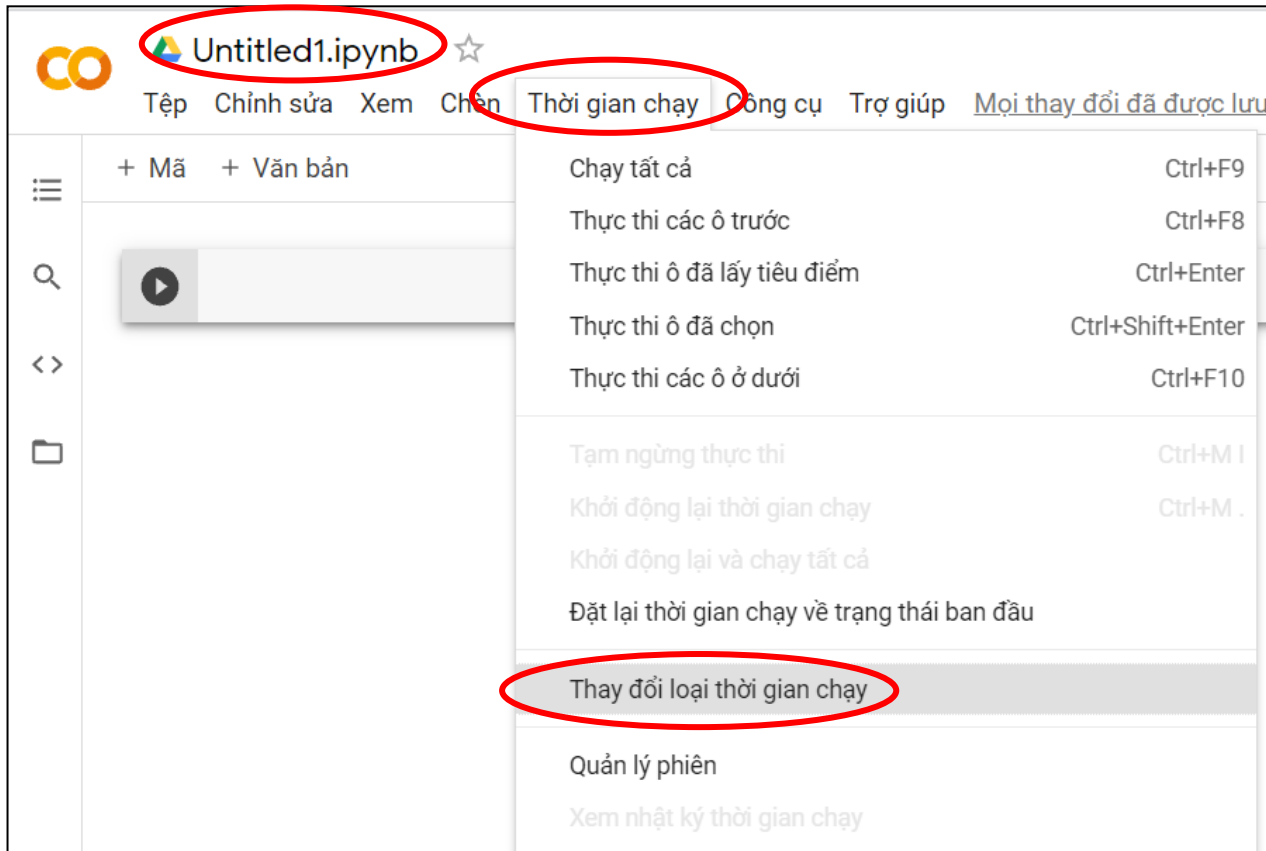 Untitled1.ipynb
Tệp Chỉnh sửa Xem Chèn Thời gian chạy Công cụ Trợ giúp Mọi thay đổi đã được lưu
+ Mã + Văn bản
Chạy tất cả Ctrl+F9
Thực thi các ô trước Ctrl+F8
Thực thi ô đã lấy tiêu điểm Ctrl+Enter
Thực thi ô đã chọn Ctrl+Shift+Enter
Thực thi các ô ở dưới Ctrl+F10
Tạm ngừng thực thi Ctrl+M I
Khởi động lại thời gian chạy Ctrl+M .
Khởi động lại và chạy tất cả
Đặt lại thời gian chạy về trạng thái ban đầu
Thay đổi loại thời gian chạy
Quản lý phiên
Xem nhật ký thời gian chạy